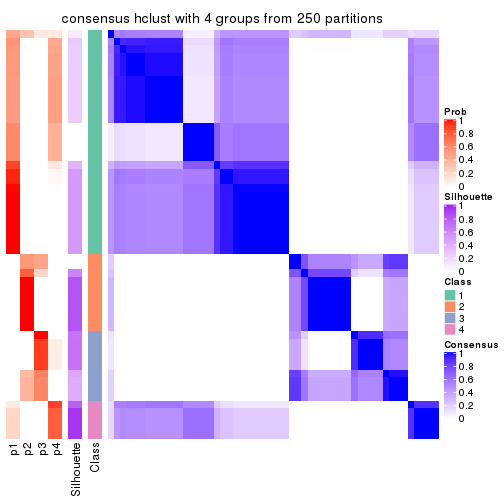 consensus hclust with 4 groups from 250 partitions
Prob
1
0.8
0.6
0.4
0.2
0
Silhouette
1
0.8
0.6
0.4
0.2
0
Class
1
2
3
4
Consensus
1
0.8
0.6
0.4
0.2
0
p1
p2
p3
p4
Silhouette
Class